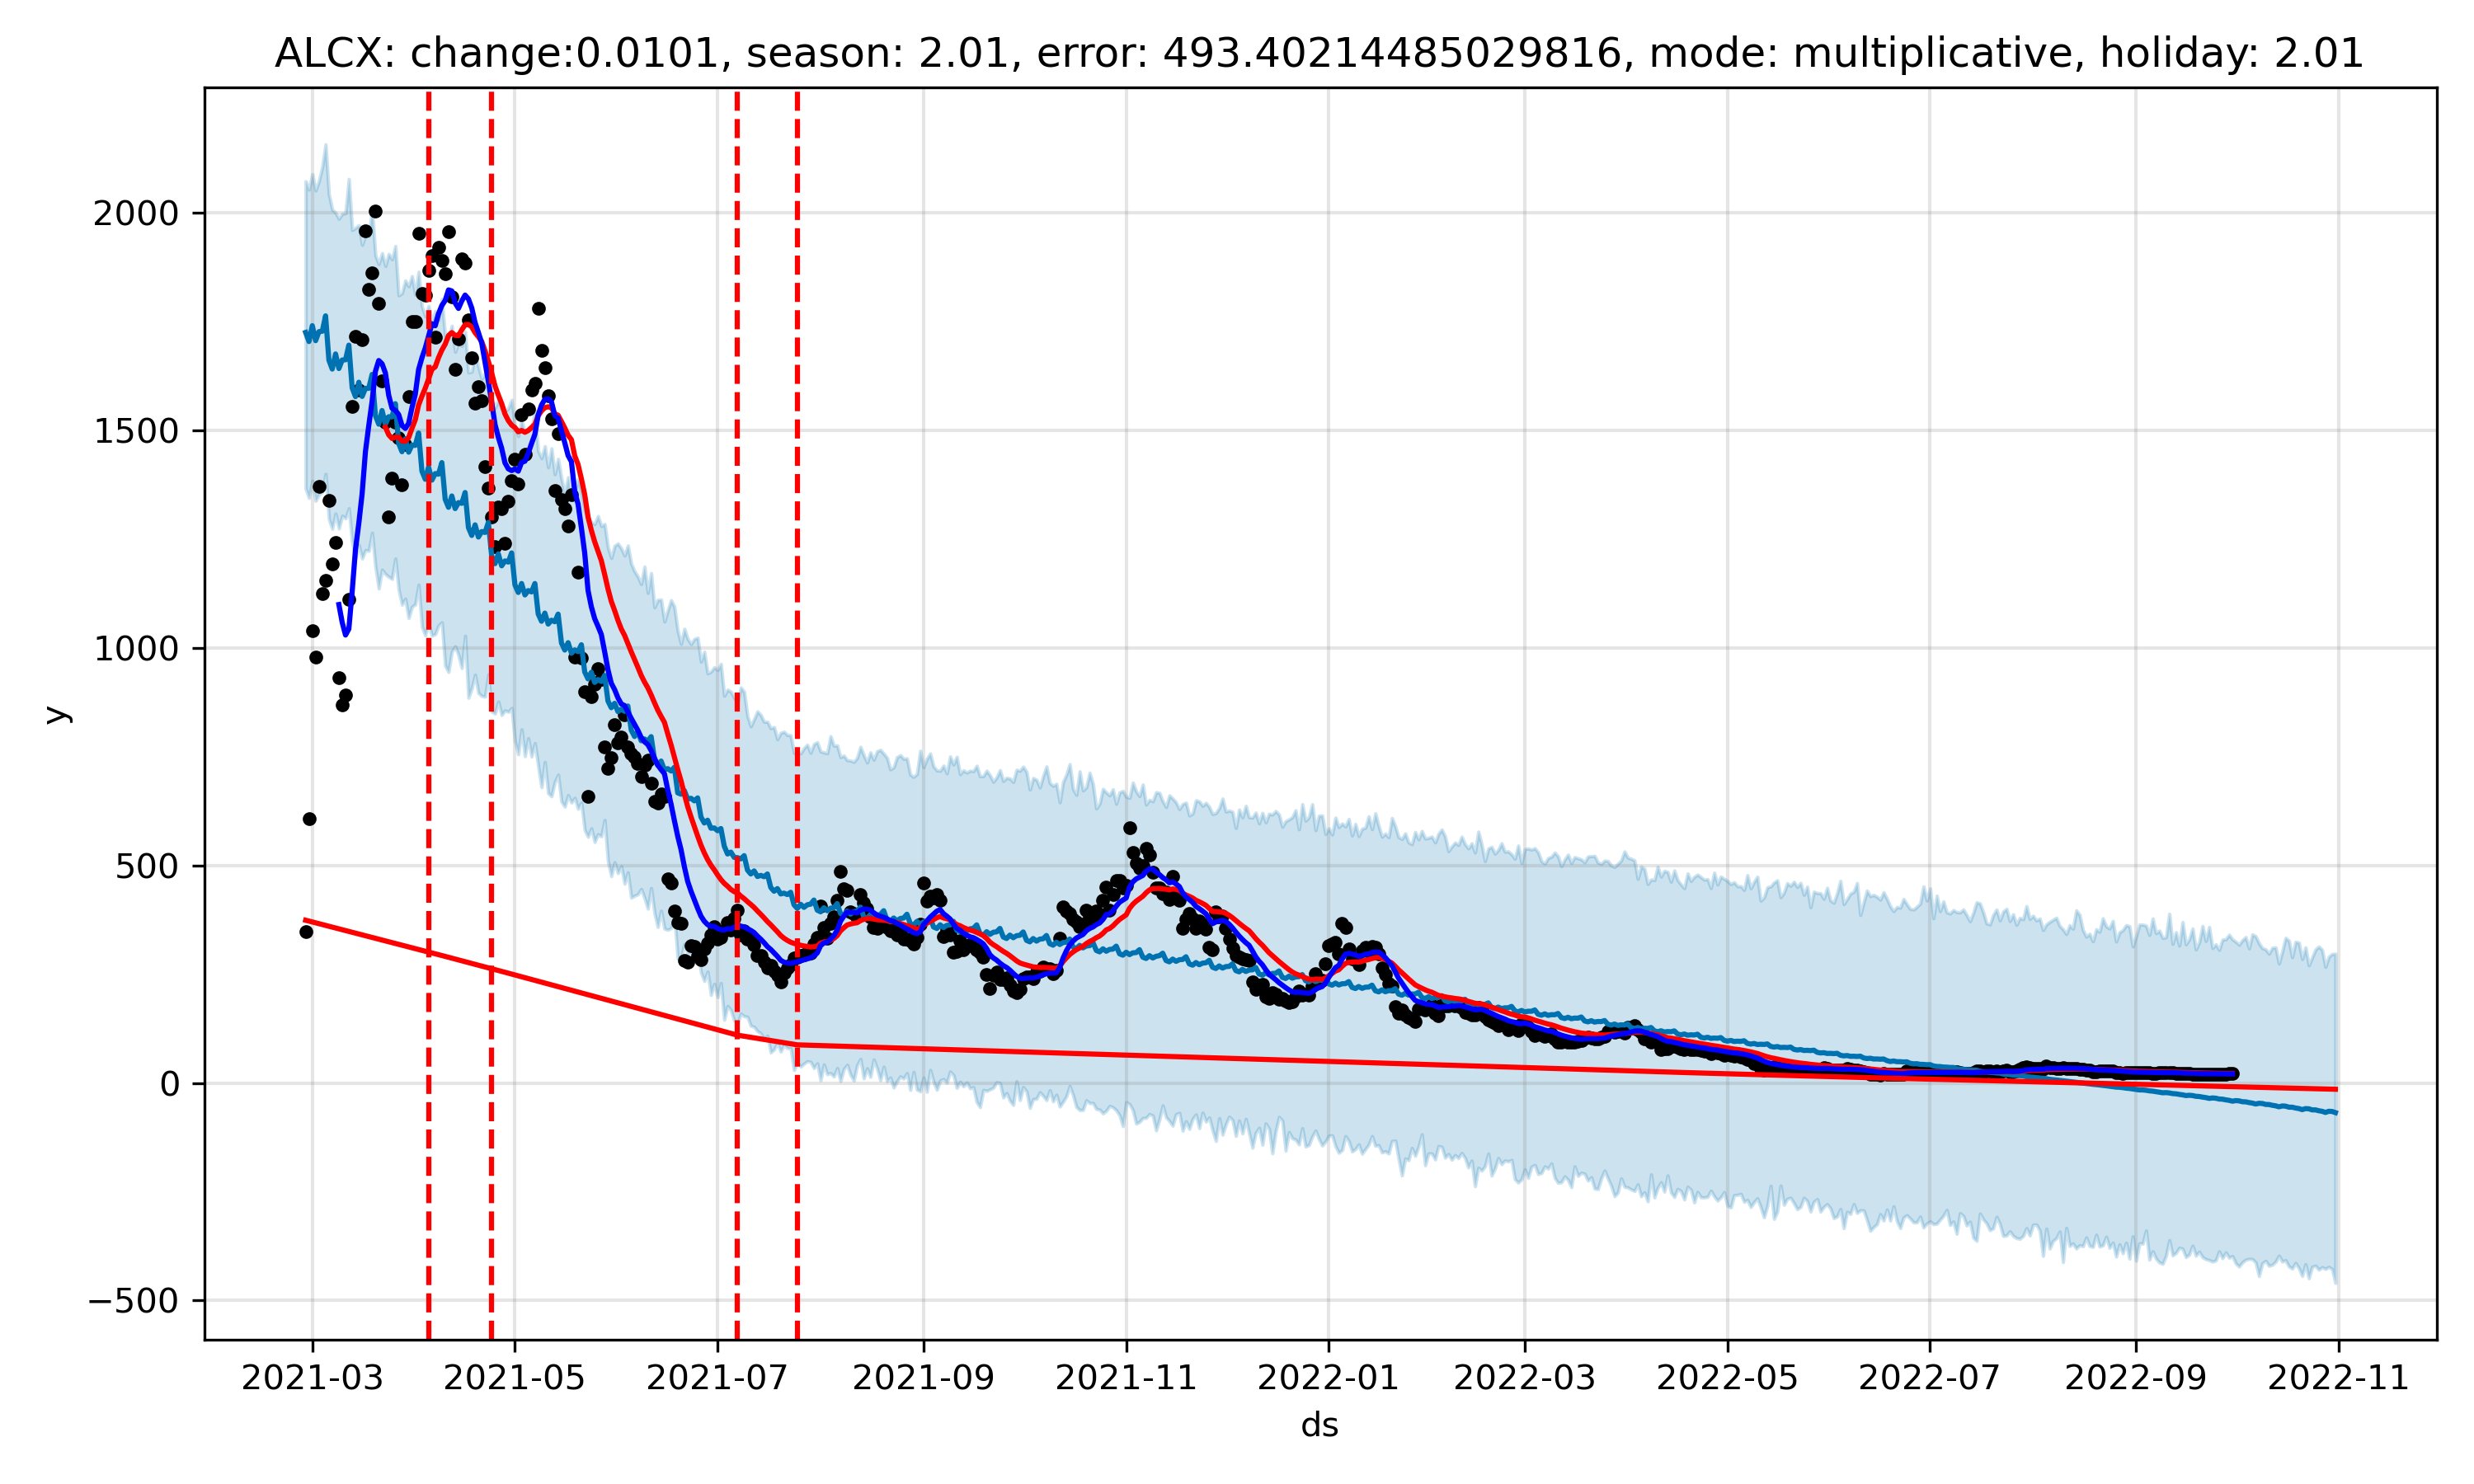 ALCX: change:0.0101, season: 2.01, error: 493.40214485029816, mode: multiplicative, holiday: 2.01
2000
1500
1000
500
0
−500
y
2021-03 2021-05 2021-07 2021-09 2021-11 2022-01 2022-03 2022-05 2022-07 2022-09 2022-11
ds